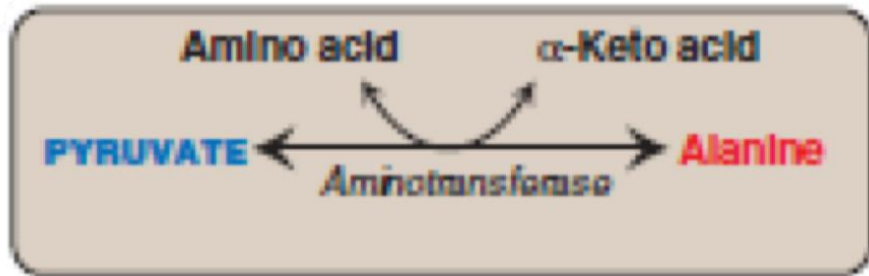 Amino acid α-Keto acid
PYRUVATE Alanine
Aminotransferase